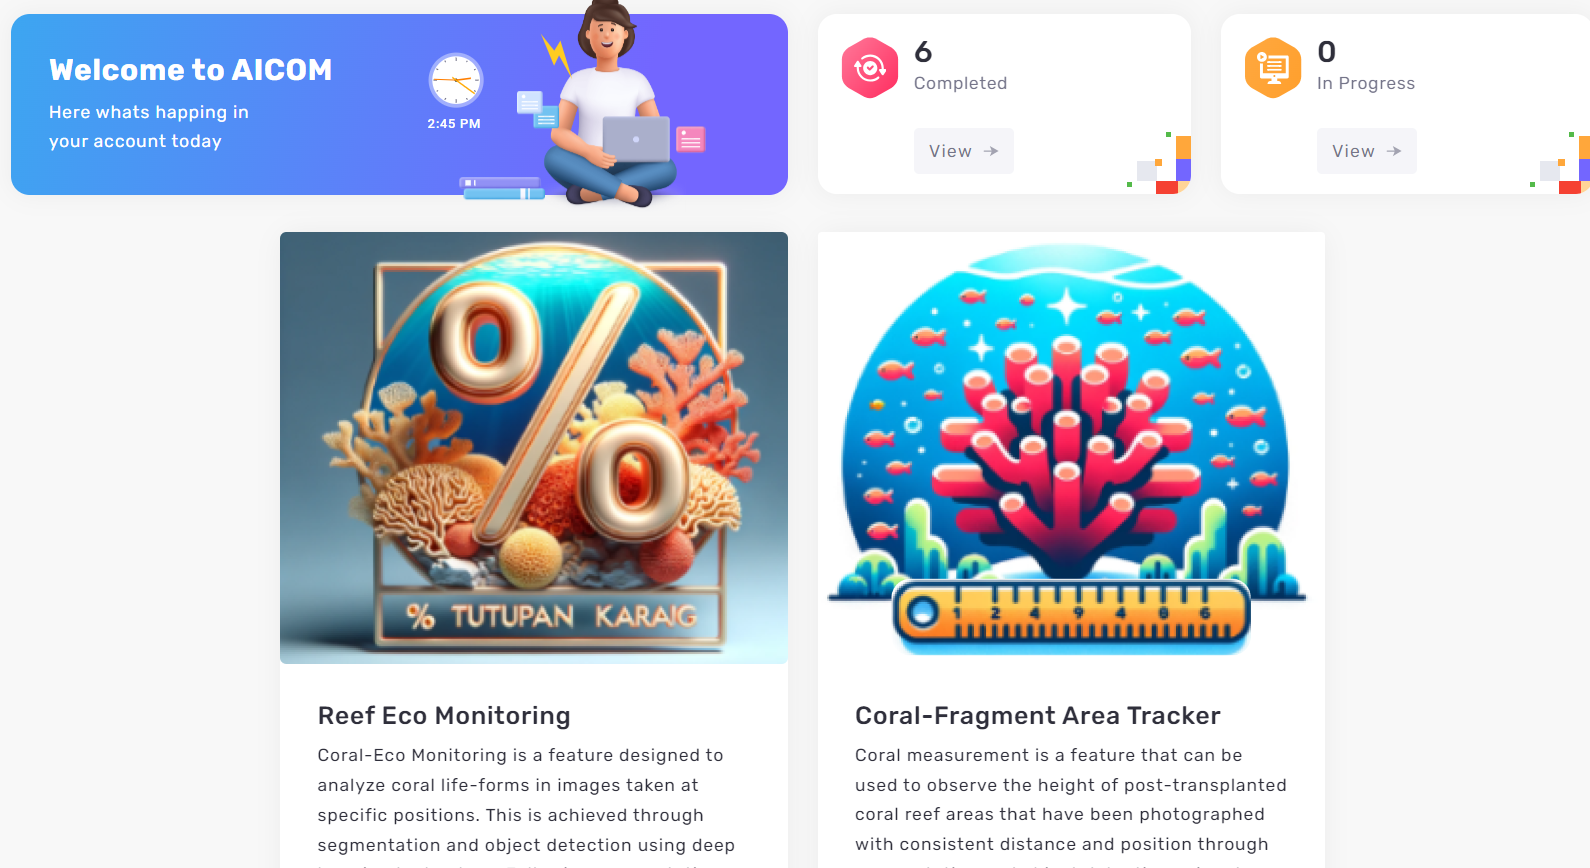 Welcome to AICOM
Here whats happing in
your account today
2:45 PM
6
Completed
View
0
In Progress
View
% TUTUPAN KARAIG
1 2 4 9 4 8 6
Reef Eco Monitoring
Coral-Eco Monitoring is a feature designed to
analyze coral life-forms in images taken at
specific positions. This is achieved through
segmentation and object detection using deep
Coral-Fragment Area Tracker
Coral measurement is a feature that can be
used to observe the height of post-transplanted
coral reef areas that have been photographed
with consistent distance and position through